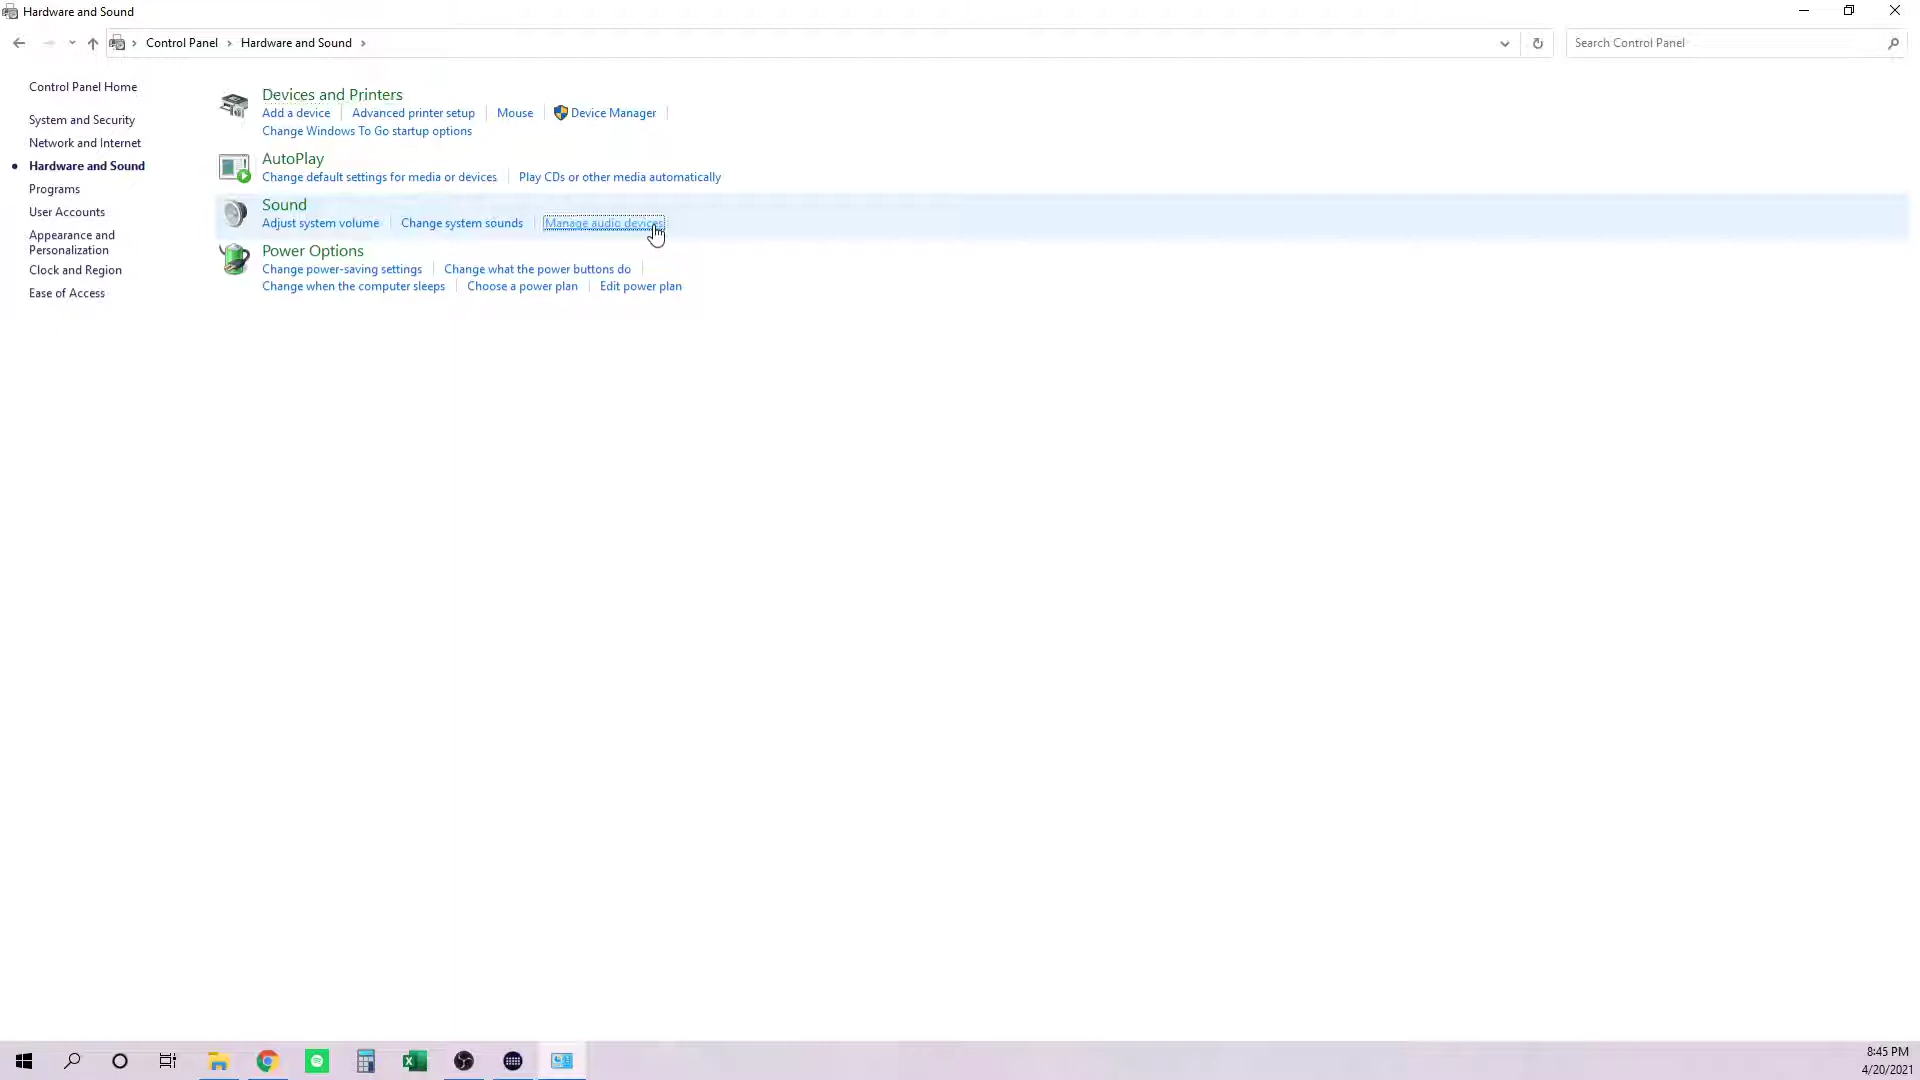 Hardware and Sound
Control Panel
Hardware and Sound
Search Control Panel
Control Panel Home
System and Security
Network and Internet
Hardware and Sound
Programs
User Accounts
Appearance and
Personalization
Clock and Region
Ease of Access
Devices and Printers
Add a device Advanced printer setup Mouse Device Manager
Change Windows To Go startup options
AutoPlay
Change default settings for media or devices Play CDs or other media automatically
Sound
Adjust system volume Change system sounds Manage audio devices
Power Options
Change power-saving settings Change what the power buttons do
Change when the computer sleeps Choose a power plan Edit power plan
8:45 PM
4/20/2021